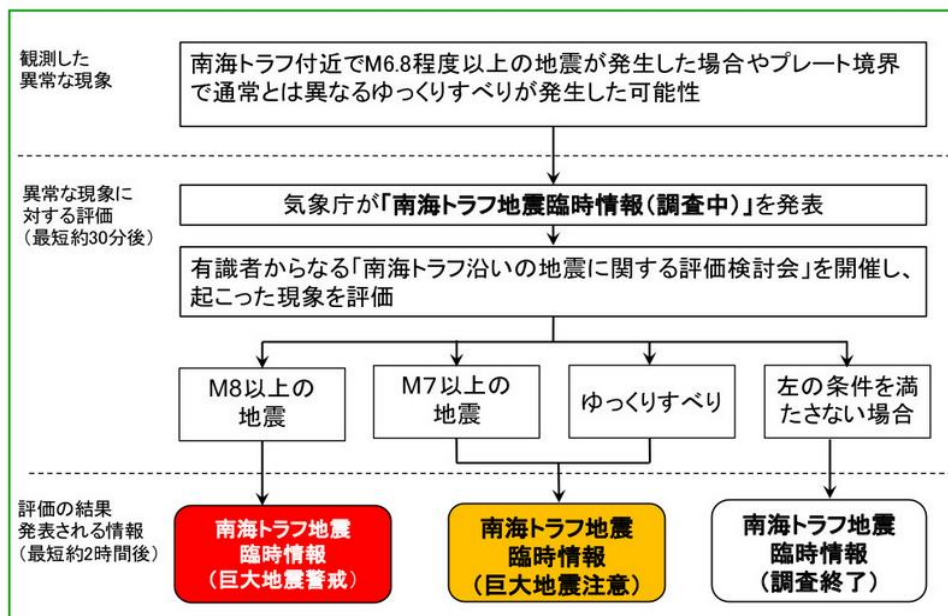 観測した
異常な現象
南海トラフ付近でM6.8程度以上の地震が発生した場合やプレート境界
で通常とは異なるゆっくりすべりが発生した可能性
異常な現象に
対する評価
(最短約30分後)
気象庁が「南海トラフ地震臨時情報(調査中)」を発表
有識者からなる「南海トラフ沿いの地震に関する評価検討会」を開催し、
起こった現象を評価
M8以上の
地震
M7以上の
地震
ゆっくりすべり
左の条件を満
たさない場合
評価の結果
発表される情報
(最短約2時間後)
南海トラフ地震
臨時情報
(巨大地震警戒)
南海トラフ地震
臨時情報
(巨大地震注意)
南海トラフ地震
臨時情報
(調査終了)